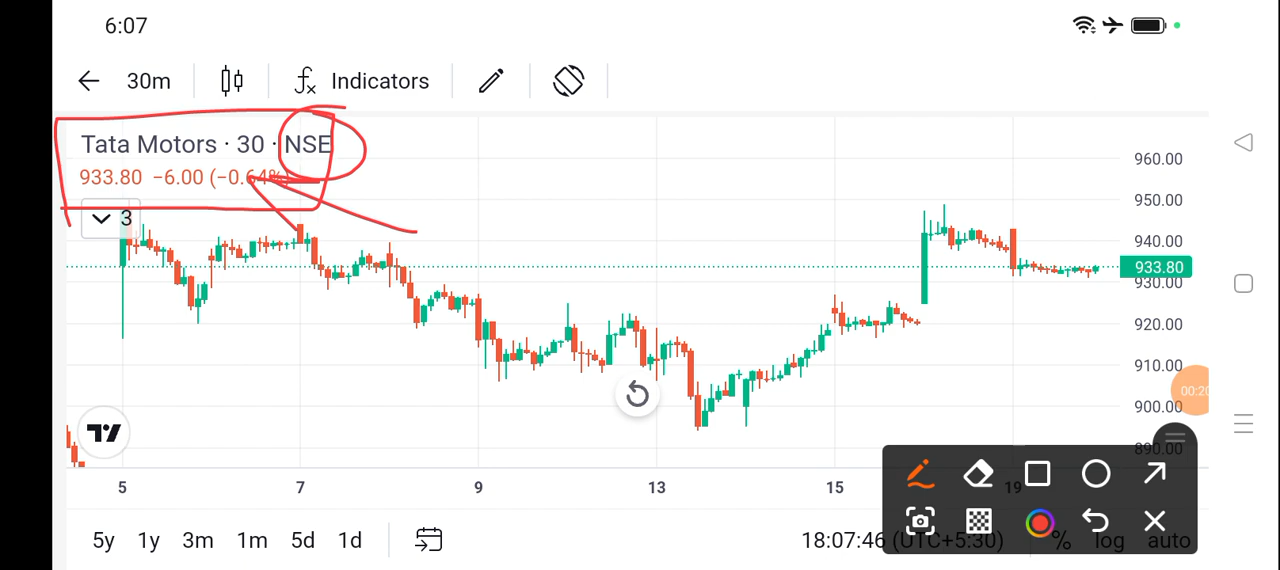 6:07
30m
Indicators
Tata Motors · 30 · NSE
933.80 −6.00 (−0.64%)
3
960.00
950.00
940.00
933.80
930.00
920.00
910.00
00:20
900.00
890.00
5 7 9 13 15 19
5y 1y 3m 1m 5d 1d
18:07:46 (UTC+5:30) % log auto